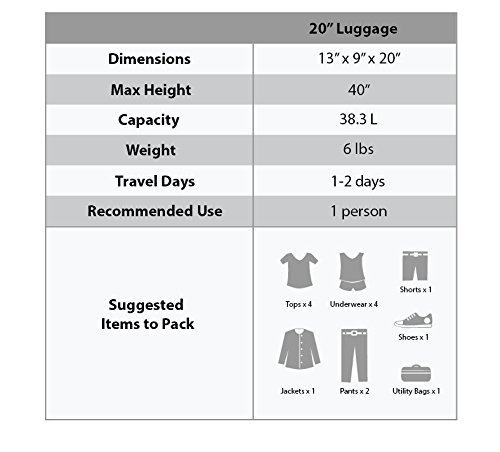 20” Luggage
Dimensions 13” x 9” x 20”
Max Height 40”
Capacity 38.3 L
Weight 6 lbs
Travel Days 1-2 days
Recommended Use 1 person
Suggested
Items to Pack
Tops x 4 Underwear x 4 Shorts x 1
Shoes x 1
Jackets x 1 Pants x 2 Utility Bags x 1